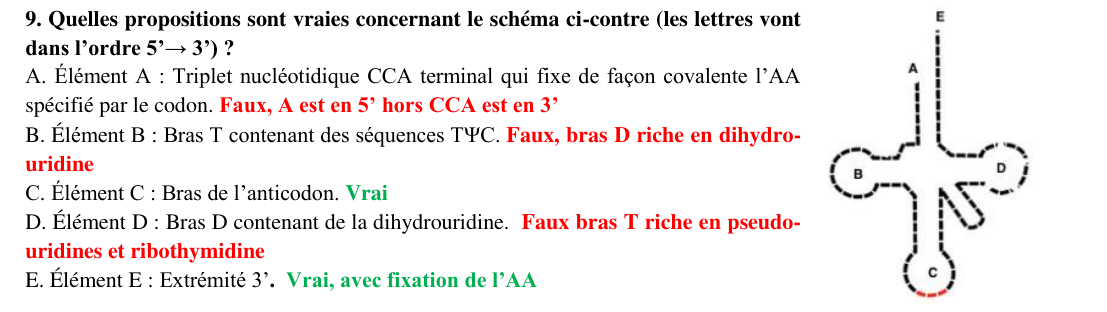 9. Quelles propositions sont vraies concernant le schéma ci-contre (les lettres vont
dans l'ordre 5'→ 3') ?
A. Élément A : Triplet nucléotidique CCA terminal qui fixe de façon covalente l'AA
spécifié par le codon. Faux, A est en 5' hors CCA est en 3'
B. Élément B : Bras T contenant des séquences TΨC. Faux, bras D riche en dihydro-
uridine
C. Élément C : Bras de l'anticodon. Vrai
D. Élément D : Bras D contenant de la dihydrouridine. Faux bras T riche en pseudo-
uridines et ribothymidine
E. Élément E : Extrémité 3'. Vrai, avec fixation de l'AA
E
A
B
D
C